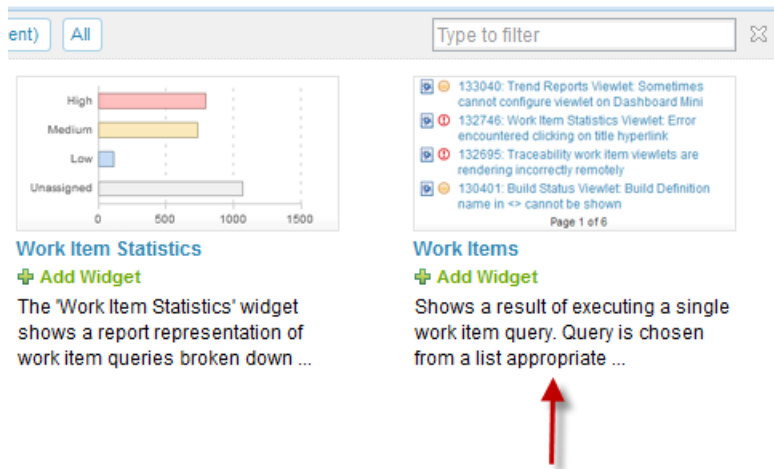 ent)
All
Type to filter
High
Medium
Low
Unassigned
0 500 1000 1500
Work Item Statistics
Add Widget
The 'Work Item Statistics' widget
shows a report representation of
work item queries broken down ...
133040: Trend Reports Viewlet: Sometimes
cannot configure viewlet on Dashboard Mini
132746: Work Item Statistics Viewlet: Error
encountered clicking on title hyperlink
132695: Traceability work item viewlets are
rendering incorrectly remotely
130401: Build Status Viewlet: Build Definition
name in <> cannot be shown
Page 1 of 6
Work Items
Add Widget
Shows a result of executing a single
work item query. Query is chosen
from a list appropriate ...